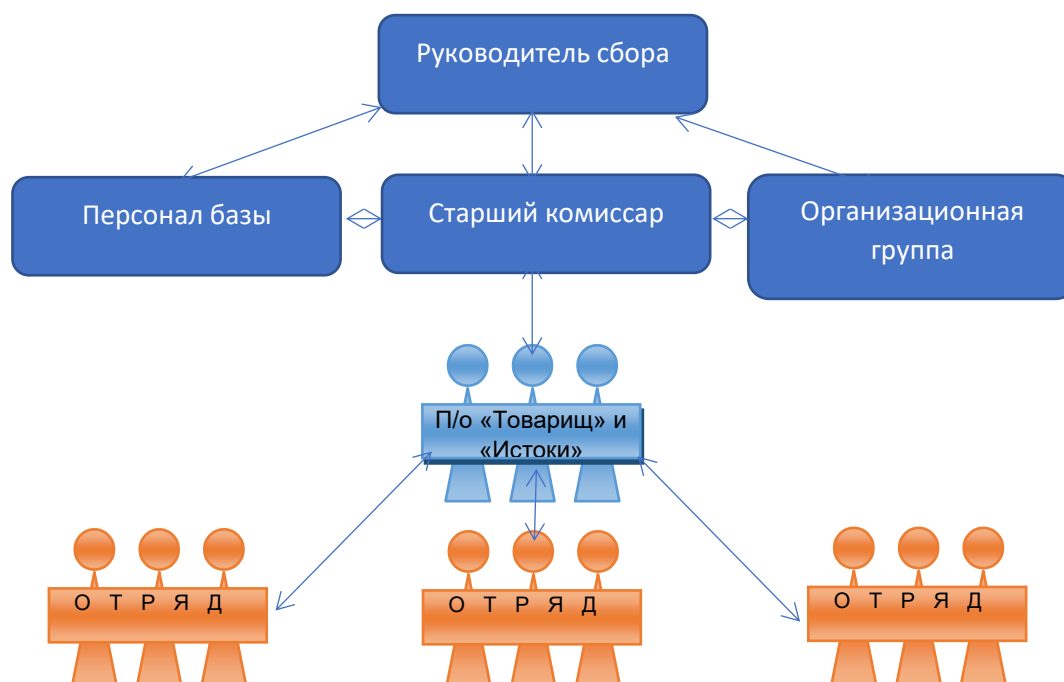 Руководитель сбора
Персонал базы
Старший комиссар
Организационная
группа
П/о «Товарищ» и
«Истоки»
О Т Р Я Д
О Т Р Я Д
О Т Р Я Д